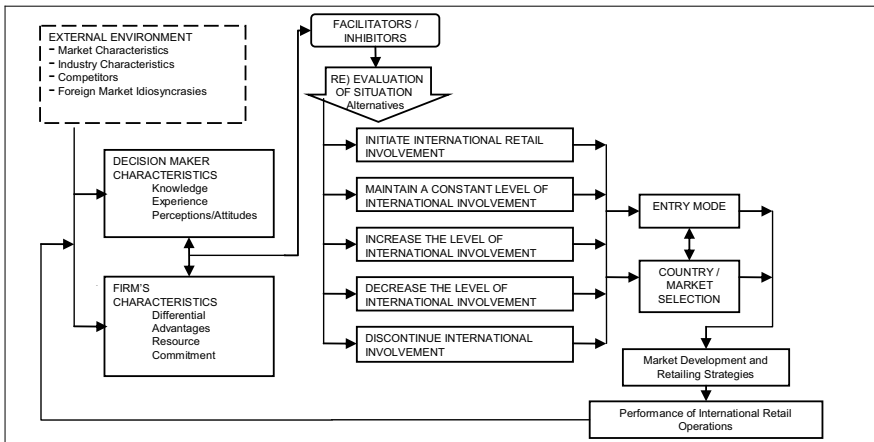 EXTERNAL ENVIRONMENT
- Market Characteristics
- Industry Characteristics
- Competitors
- Foreign Market Idiosyncrasies
DECISION MAKER
CHARACTERISTICS
Knowledge
Experience
Perceptions/Attitudes
FIRM'S
CHARACTERISTICS
Differential
Advantages
Resource
Commitment
FACILITATORS /
INHIBITORS
RE) EVALUATION
OF SITUATION
Alternatives
INITIATE INTERNATIONAL RETAIL
INVOLVEMENT
MAINTAIN A CONSTANT LEVEL OF
INTERNATIONAL INVOLVEMENT
INCREASE THE LEVEL OF
INTERNATIONAL INVOLVEMENT
DECREASE THE LEVEL OF
INTERNATIONAL INVOLVEMENT
DISCONTINUE INTERNATIONAL
INVOLVEMENT
ENTRY MODE
COUNTRY /
MARKET
SELECTION
Market Development and
Retailing Strategies
Performance of International Retail
Operations